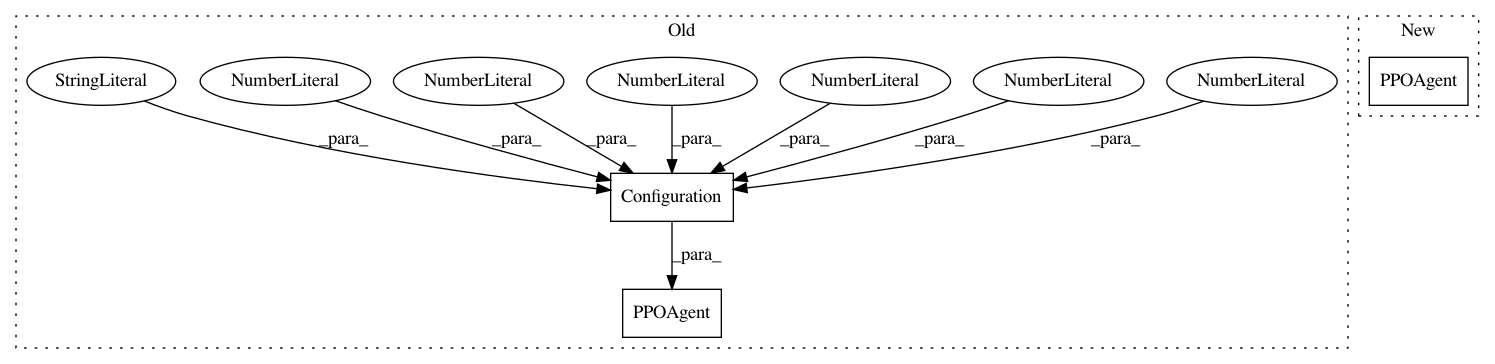 Old
New
StringLiteral
NumberLiteral
NumberLiteral
NumberLiteral
NumberLiteral
NumberLiteral
NumberLiteral
PPOAgent
_para_
_para_
_para_
_para_
_para_
_para_
_para_
Configuration
_para_
PPOAgent